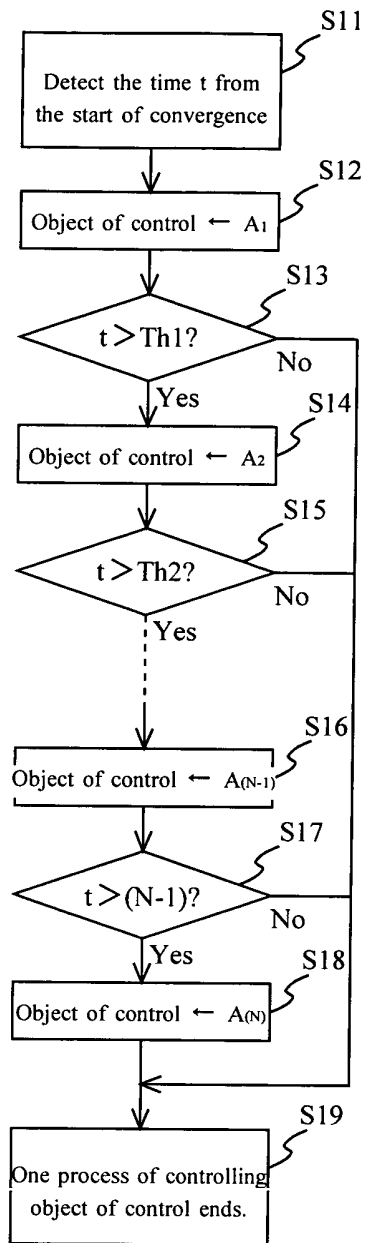 S11
Detect the time t from
the start of convergence
S12
Object of control ← A1
S13
t > Th1?
No
Yes
S14
Object of control ← A2
S15
t > Th2?
No
Yes
S16
Object of control ← A(N-1)
S17
t > (N-1)?
No
Yes
S18
Object of control ← A(N)
S19
One process of controlling
object of control ends.